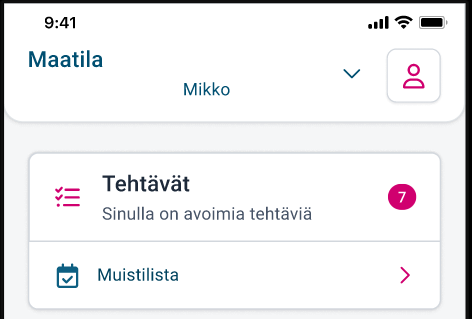 9:41
Maatila
Mikko
Tehtävät
7
Sinulla on avoimia tehtäviä
Muistilista